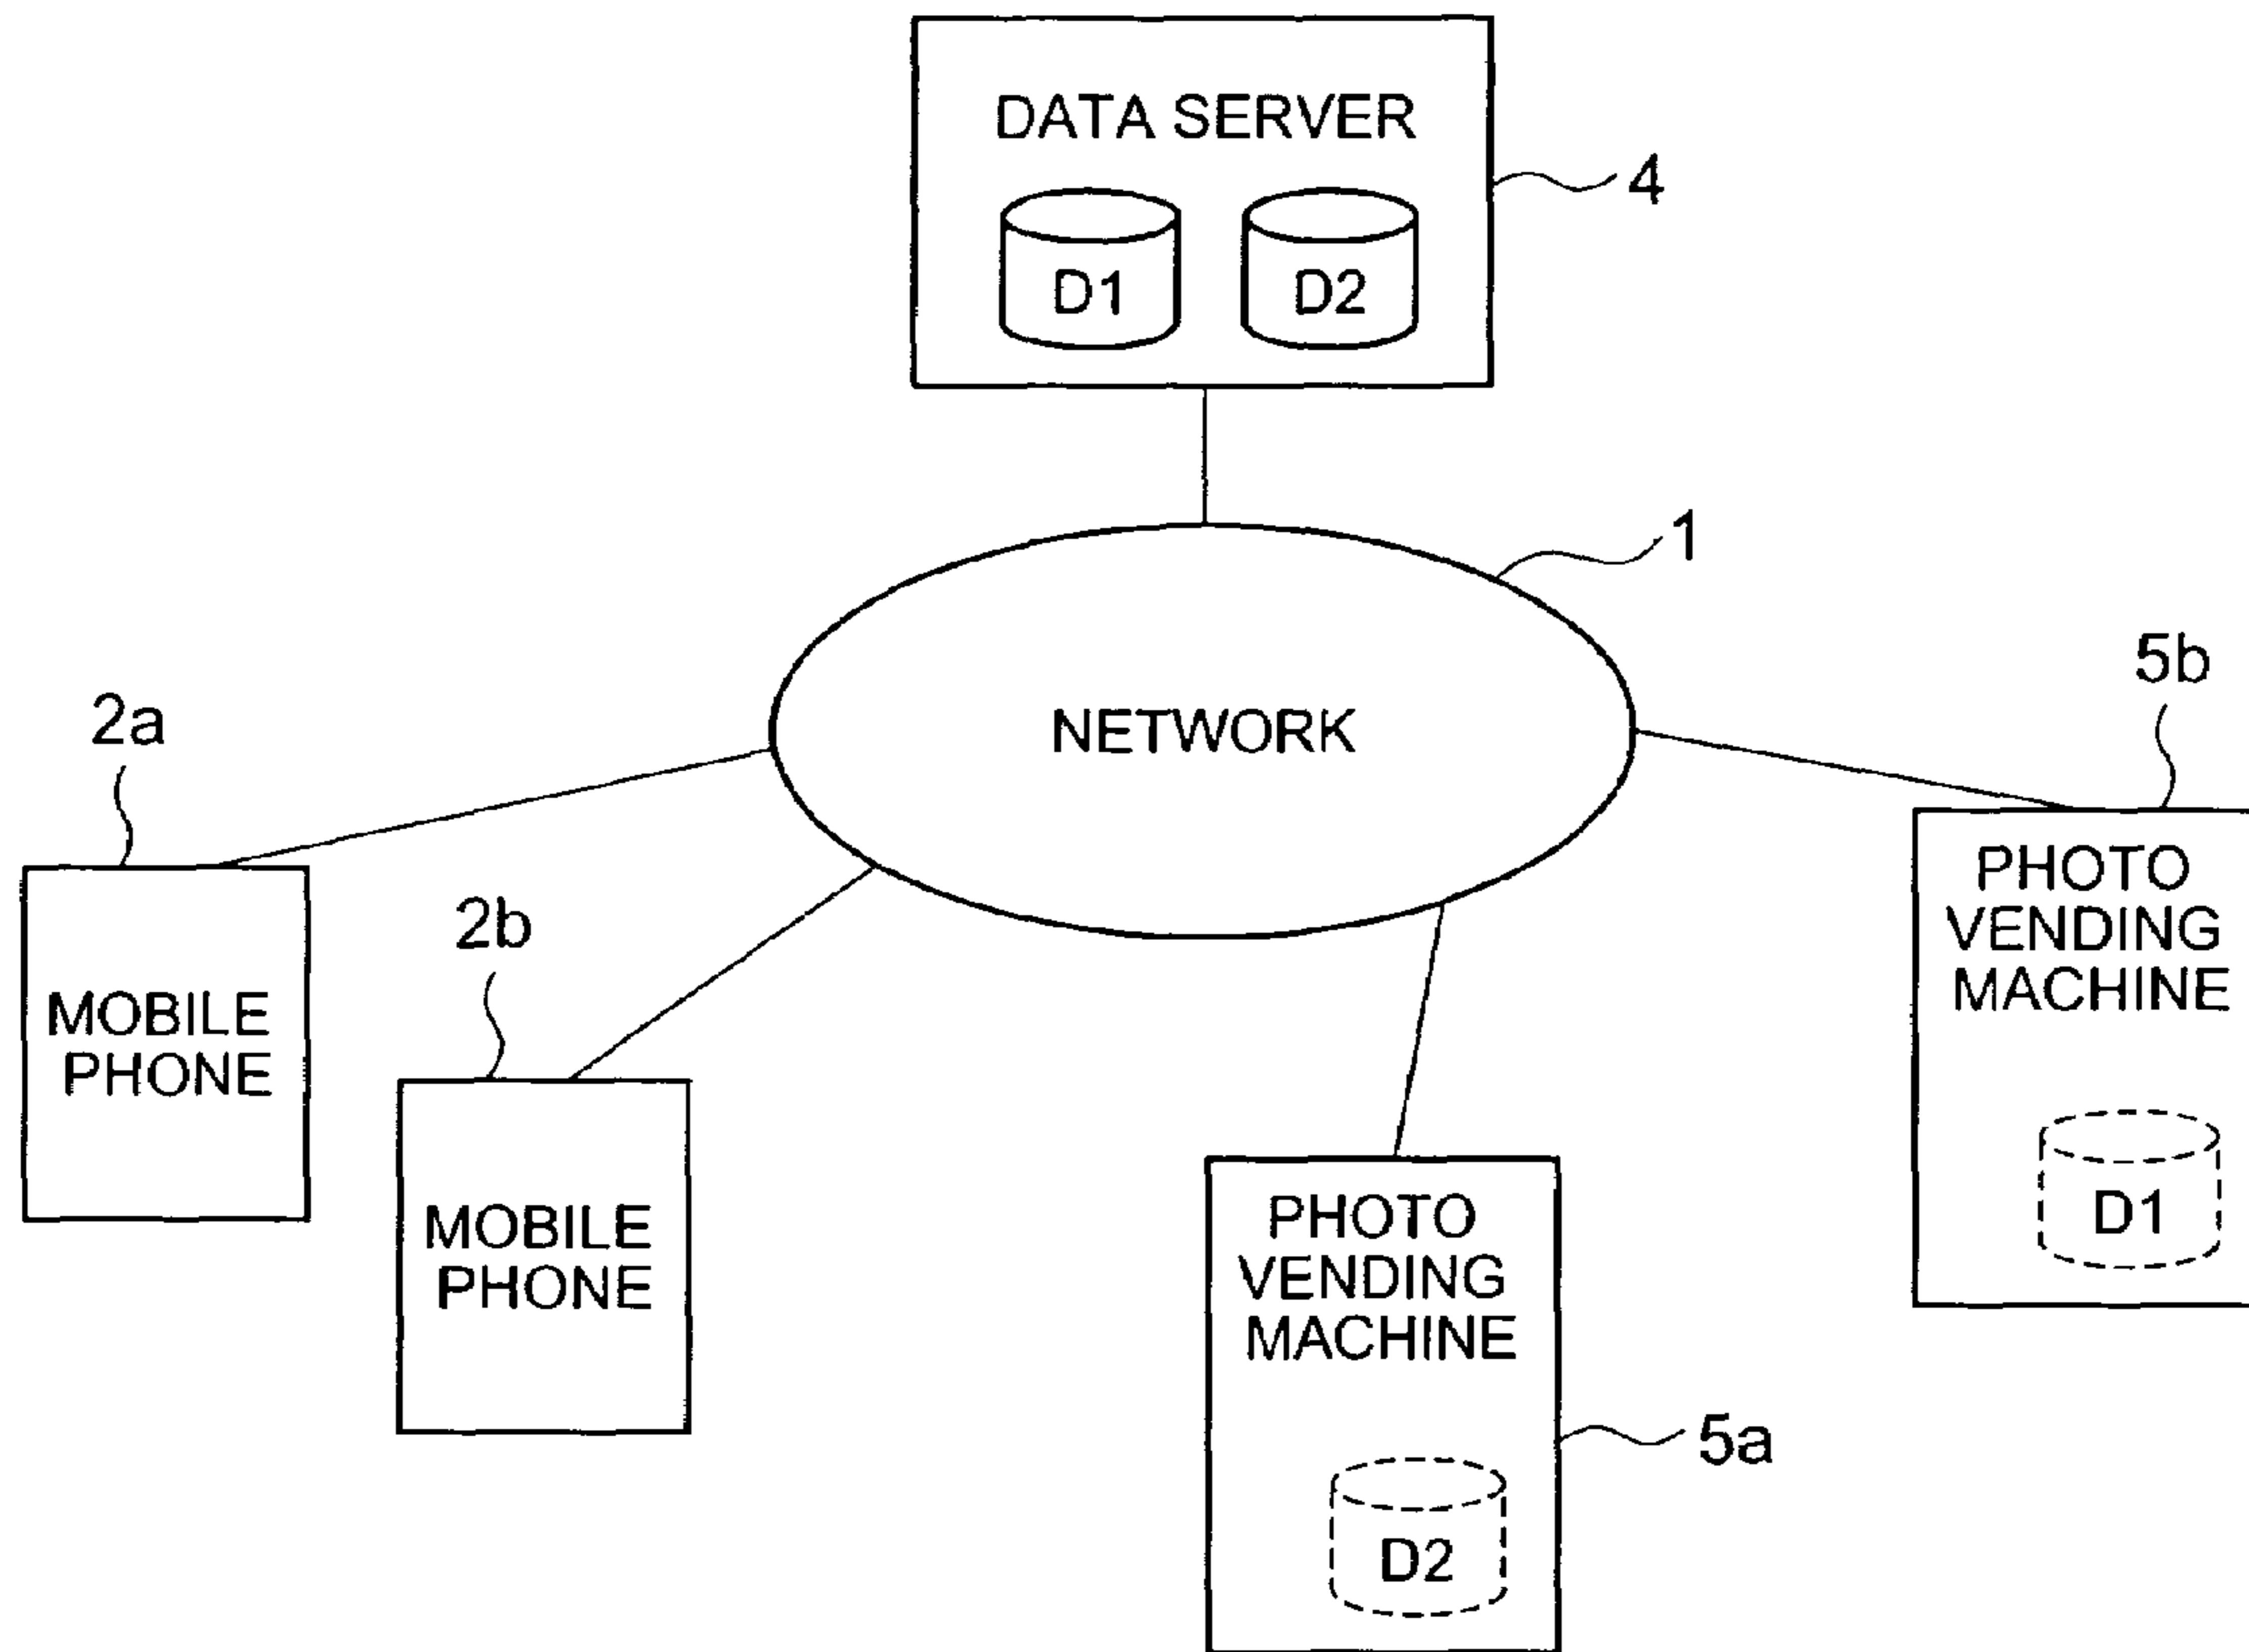 DATA SERVER
D1
D2
4
1
NETWORK
5b
2a
PHOTO
VENDING
MACHINE
D1
2b
MOBILE
PHONE
MOBILE
PHONE
PHOTO
VENDING
MACHINE
D2
5a